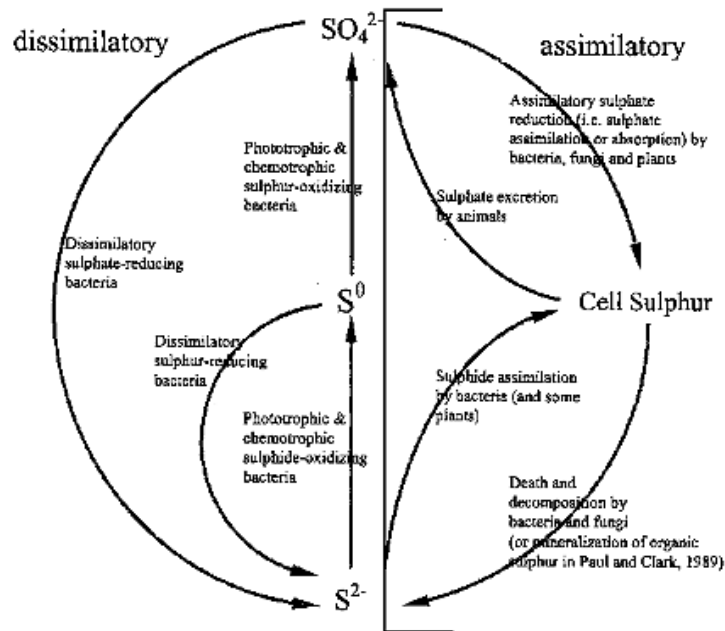 dissimilatory
SO₄²⁻
assimilatory
Assimilatory sulphate
reduction (i.e. sulphate
assimilation or absorption) by
bacteria, fungi and plants
Phototrophic &
chemotrophic
sulphur-oxidizing
bacteria
Sulphate excretion
by animals
Dissimilatory
sulphate-reducing
bacteria
S⁰
Cell Sulphur
Dissimilatory
sulphur-reducing
bacteria
Sulphide assimilation
by bacteria (and some
plants)
Phototrophic &
chemotrophic
sulphide-oxidizing
bacteria
Death and
decomposition by
bacteria and fungi
(or mineralization of organic
sulphur in Paul and Clark, 1989)
S²⁻